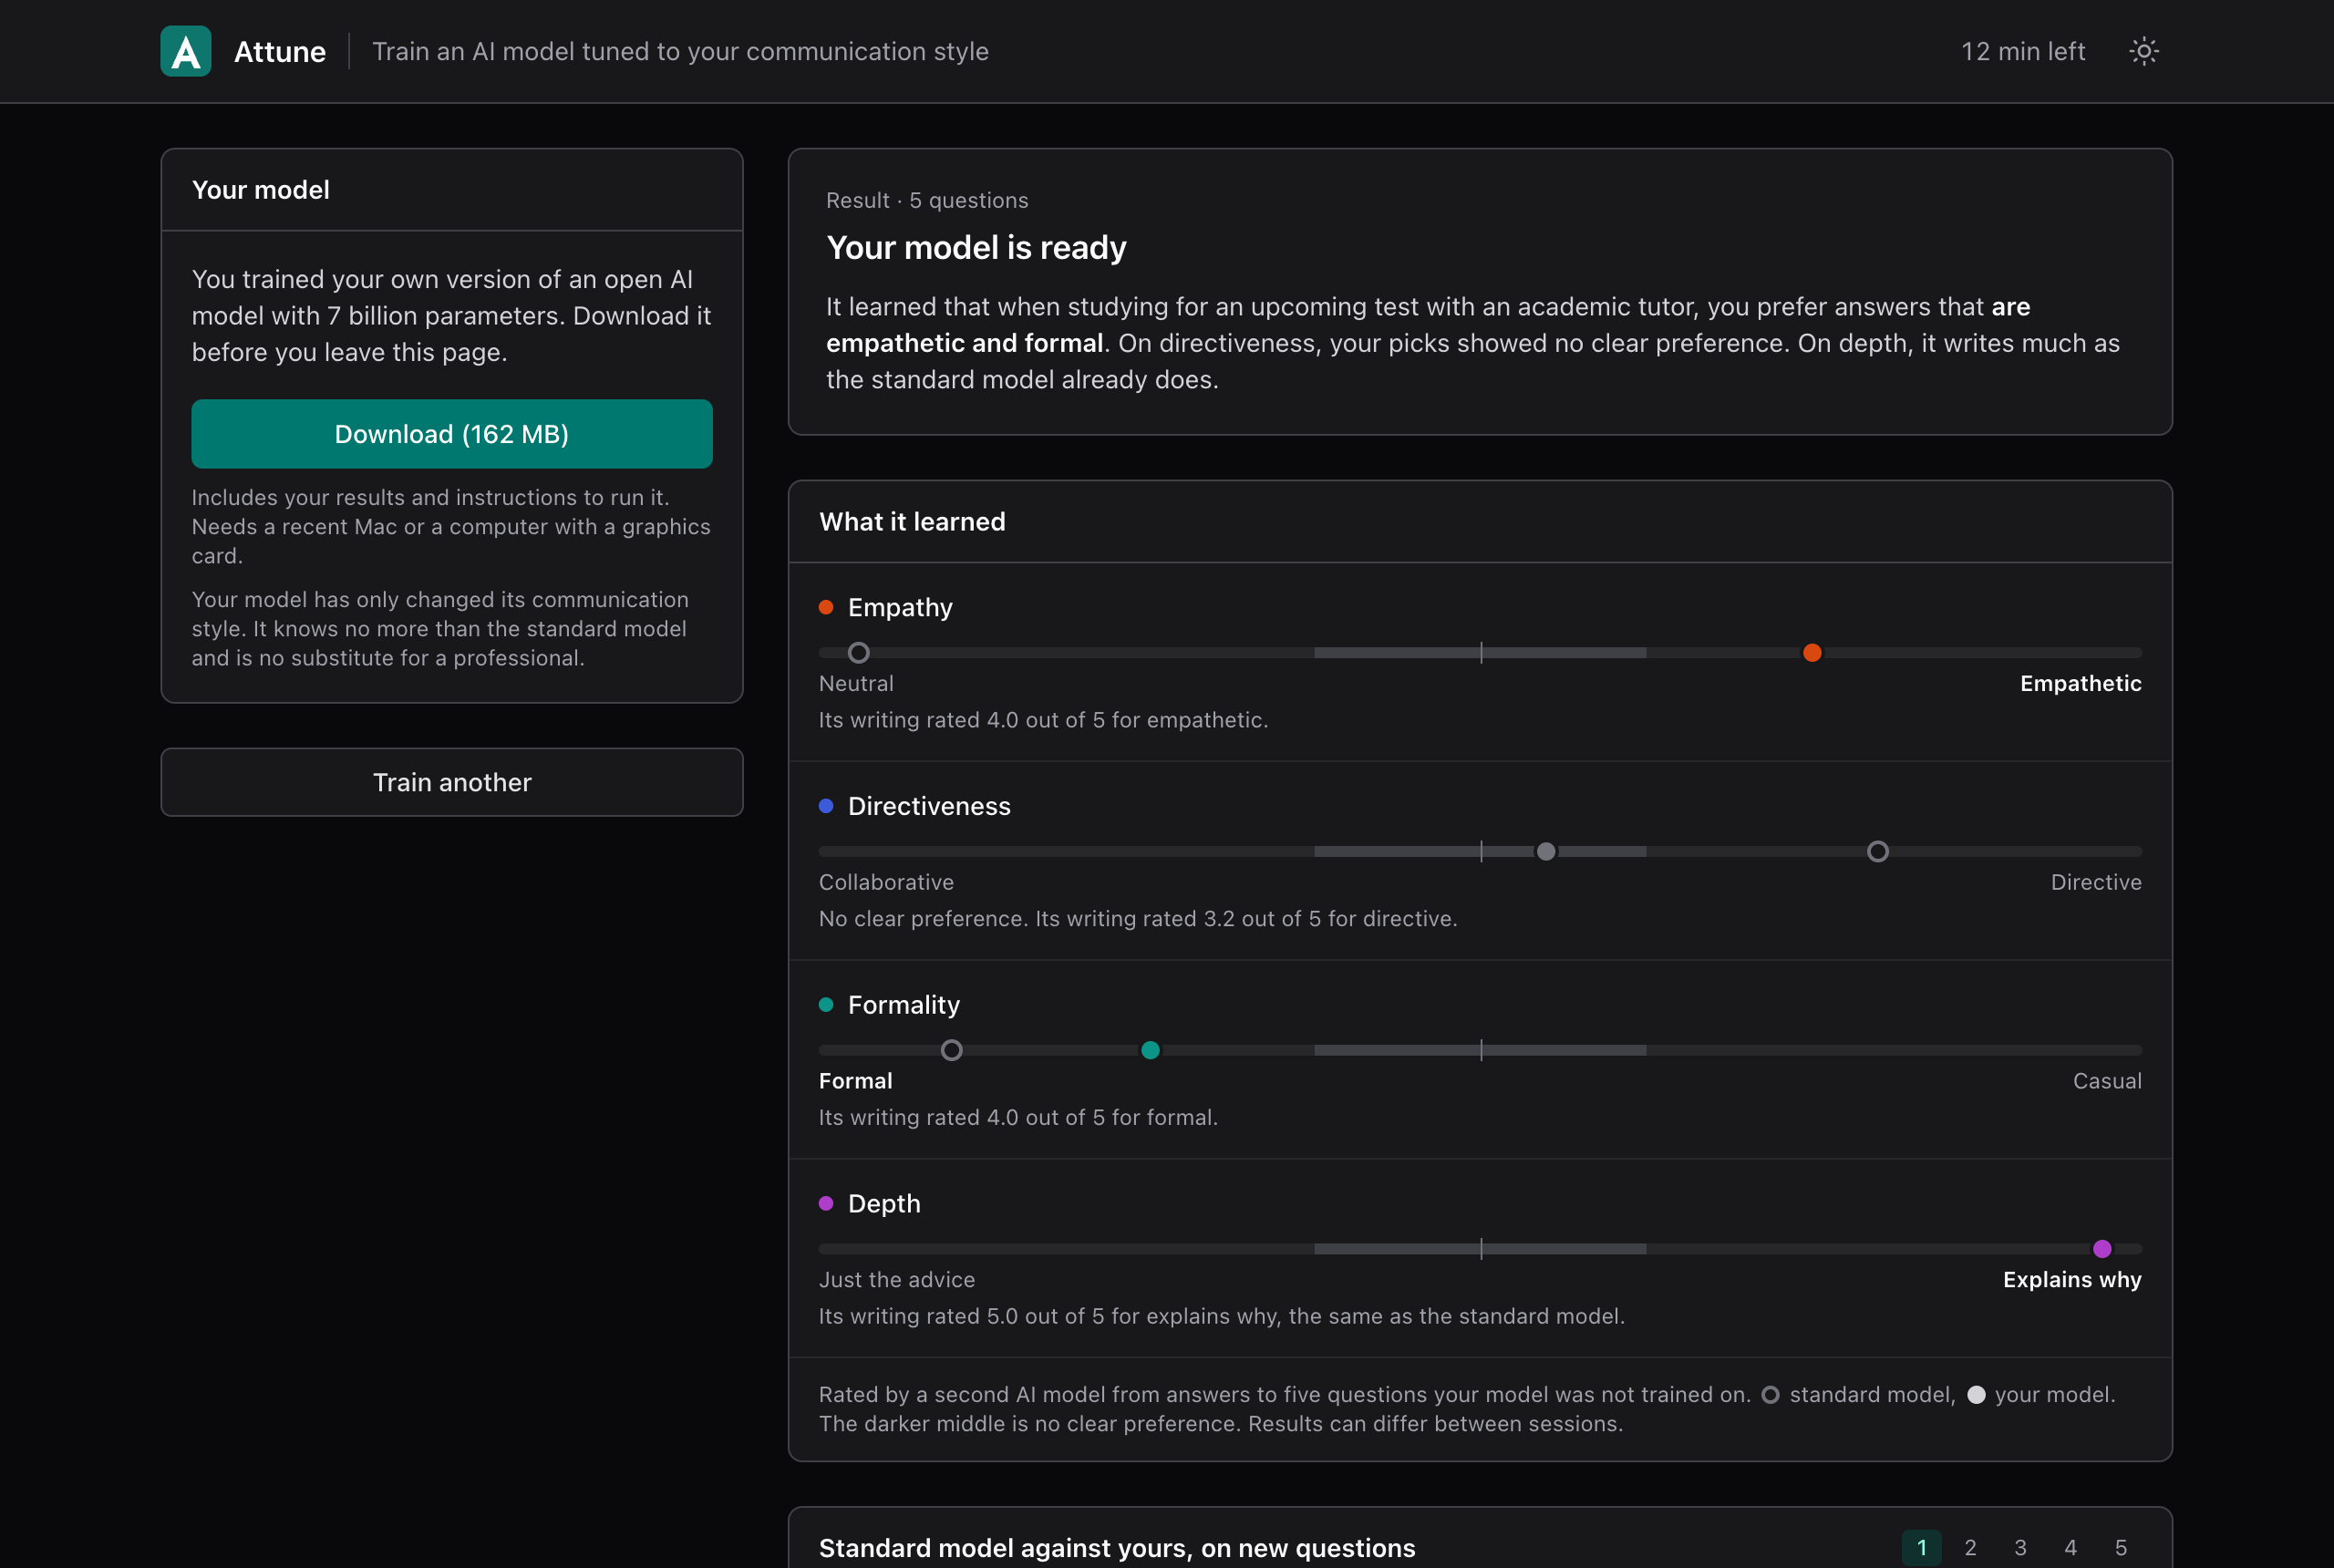 A Attune Train an AI model tuned to your communication style 12 min left
Your model
You trained your own version of an open AI
model with 7 billion parameters. Download it
before you leave this page.
Download (162 MB)
Includes your results and instructions to run it.
Needs a recent Mac or a computer with a graphics
card.
Your model has only changed its communication
style. It knows no more than the standard model
and is no substitute for a professional.
Train another
Result · 5 questions
Your model is ready
It learned that when studying for an upcoming test with an academic tutor, you prefer answers that are
empathetic and formal. On directiveness, your picks showed no clear preference. On depth, it writes much as
the standard model already does.
What it learned
Empathy
Neutral Empathetic
Its writing rated 4.0 out of 5 for empathetic.
Directiveness
Collaborative Directive
No clear preference. Its writing rated 3.2 out of 5 for directive.
Formality
Formal Casual
Its writing rated 4.0 out of 5 for formal.
Depth
Just the advice Explains why
Its writing rated 5.0 out of 5 for explains why, the same as the standard model.
Rated by a second AI model from answers to five questions your model was not trained on. standard model, your model.
The darker middle is no clear preference. Results can differ between sessions.
Standard model against yours, on new questions 1 2 3 4 5